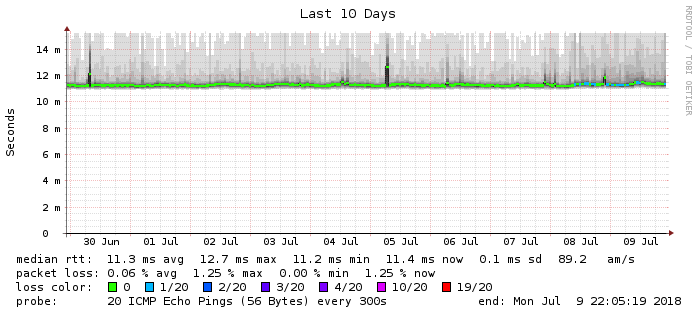 Last 10 Days
RRDTOOL / TOBI OETIKER
Seconds
14 m
12 m
10 m
8 m
6 m
4 m
2 m
0
30 Jun 01 Jul 02 Jul 03 Jul 04 Jul 05 Jul 06 Jul 07 Jul 08 Jul 09 Jul
median rtt: 11.3 ms avg 12.7 ms max 11.2 ms min 11.4 ms now 0.1 ms sd 89.2 am/s
packet loss: 0.06 % avg 1.25 % max 0.00 % min 1.25 % now
loss color: 0 1/20 2/20 3/20 4/20 10/20 19/20
probe: 20 ICMP Echo Pings (56 Bytes) every 300s end: Mon Jul 9 22:05:19 2018